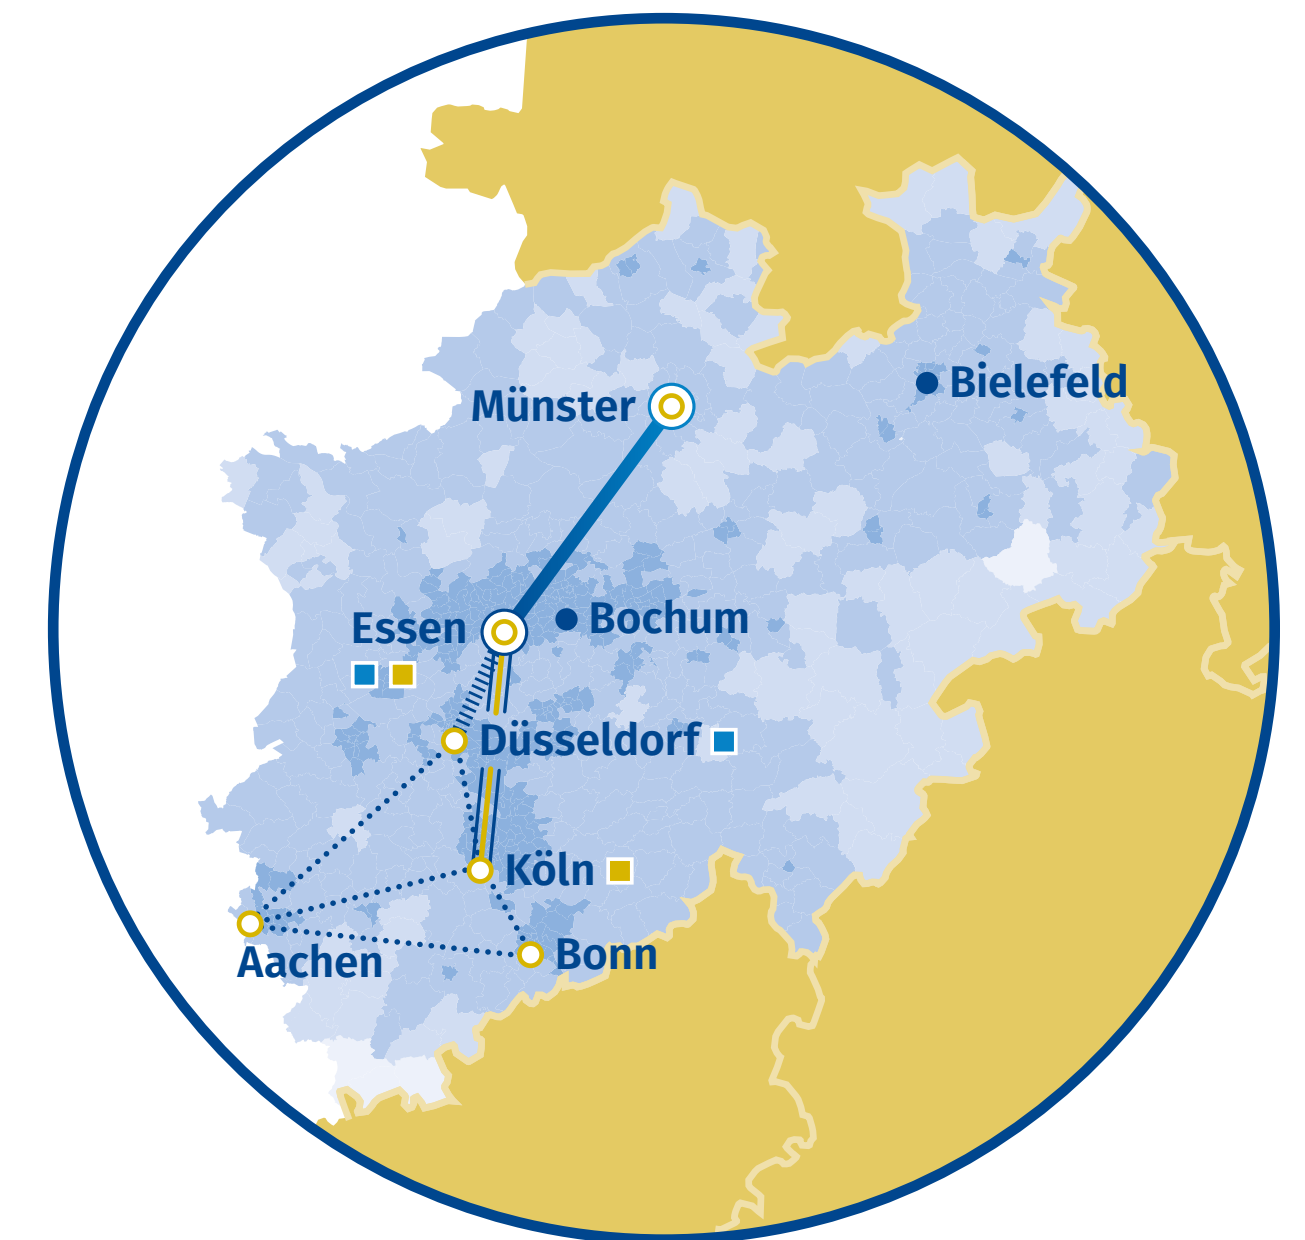 Bielefeld
Münster
Bochum
Essen
Düsseldorf
Köln
Bonn
Aachen